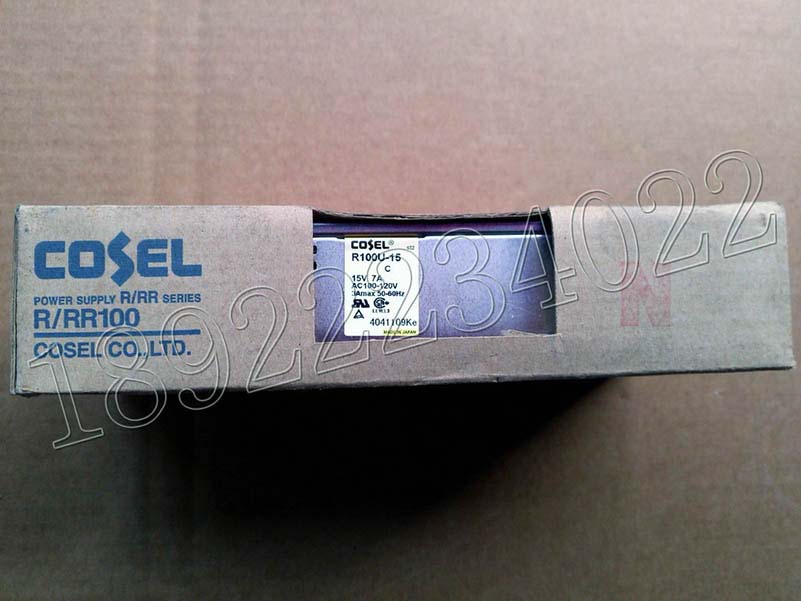 COSEL
POWER SUPPLY R/RR SERIES
R/RR100
COSEL CO.,LTD.
COSEL®
R100U-15
C
15V 7A
AC100-120V
3Amax 50-60Hz
4041109Ke
MADE IN JAPAN
N
18922234022